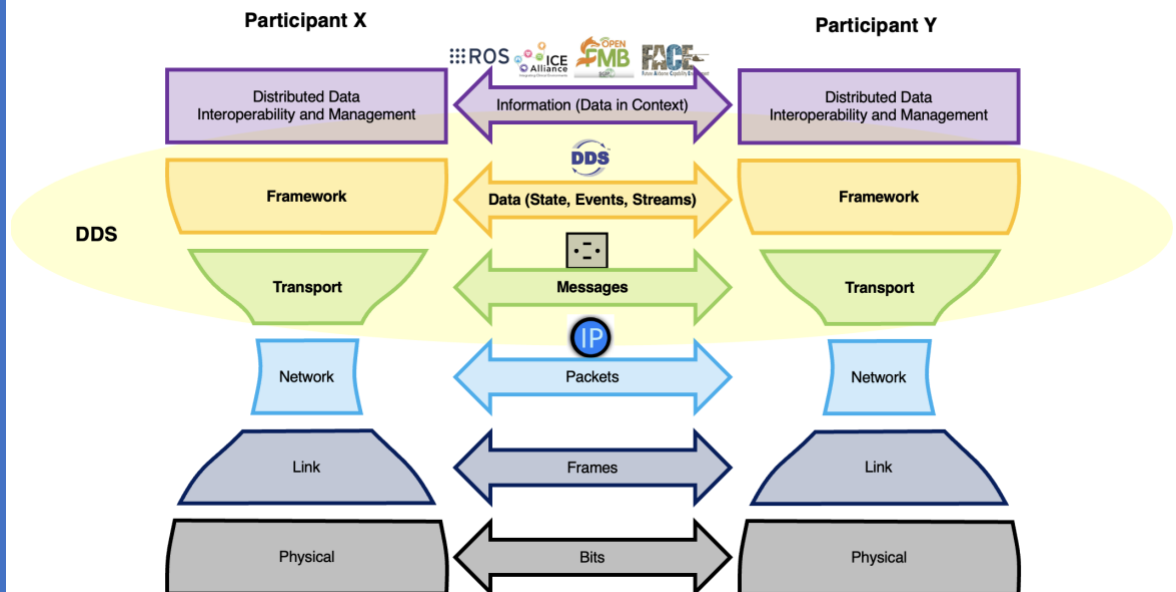 Participant X
Participant Y
ROS
ICE
Alliance
OPEN
FMB
FACE
Distributed Data
Interoperability and Management
Information (Data in Context)
Distributed Data
Interoperability and Management
DDS
Framework
Data (State, Events, Streams)
Framework
DDS
Transport
Messages
Transport
IP
Network
Packets
Network
Link
Frames
Link
Physical
Bits
Physical